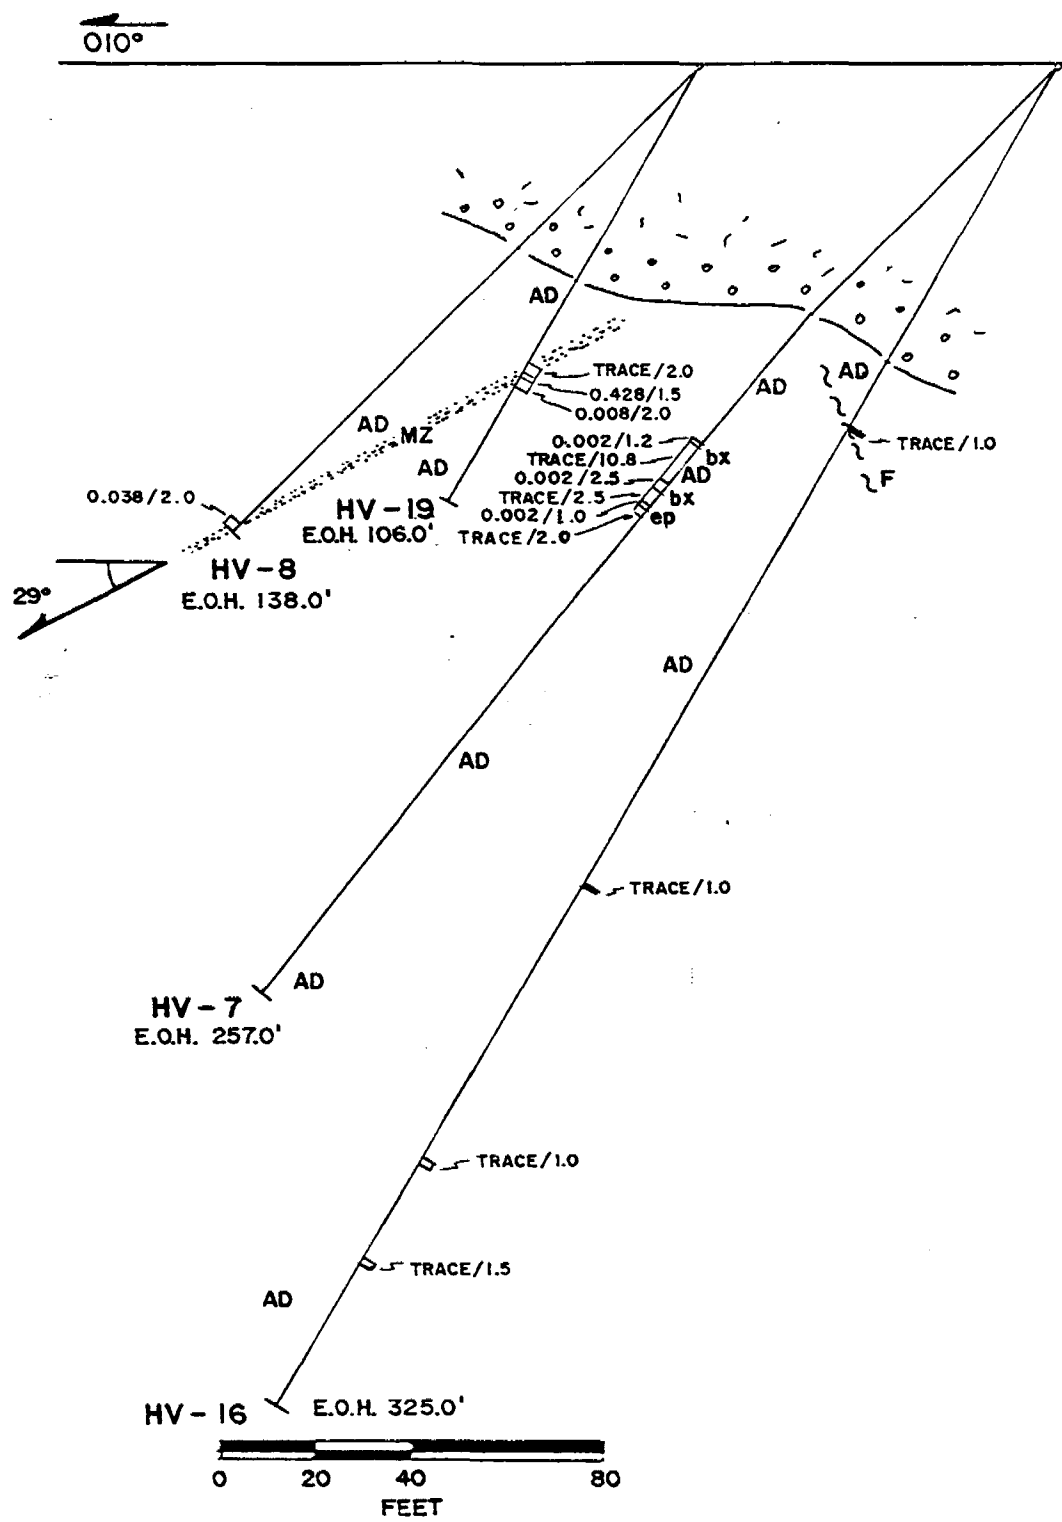 010°
AD
TRACE/2.0
0.428/1.5
0.008/2.0
AD
AD
AD
MZ
AD
0.002/1.2
TRACE/10.8
0.002/2.5
TRACE/2.5
0.002/1.0
TRACE/2.0
bx
AD
bx
ep
TRACE/1.0
F
0.038/2.0
HV-19
E.O.H. 106.0'
HV-8
E.O.H. 138.0'
29°
AD
AD
TRACE/1.0
AD
HV-7
E.O.H. 257.0'
TRACE/1.0
TRACE/1.5
AD
HV-16
E.O.H. 325.0'
0 20 40 80
FEET